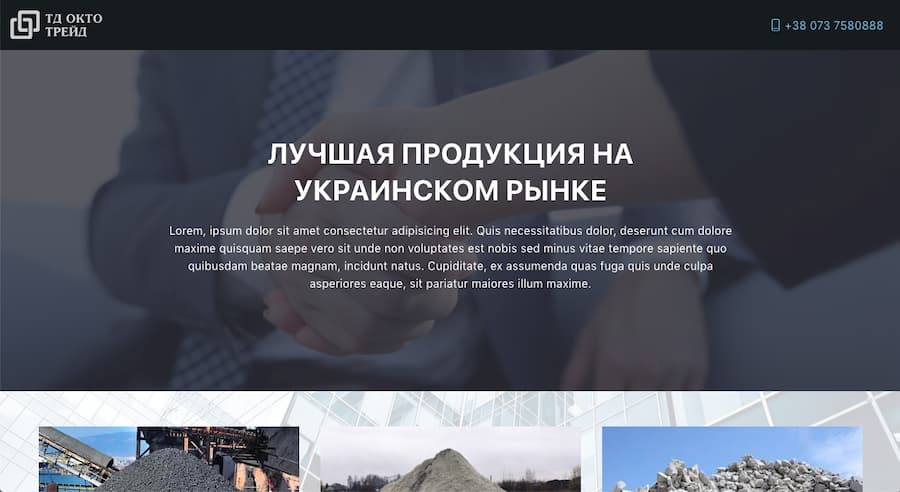 ТД ОКТО
ТРЕЙД
+38 073 7580888
ЛУЧШАЯ ПРОДУКЦИЯ НА
УКРАИНСКОМ РЫНКЕ
Lorem, ipsum dolor sit amet consectetur adipisicing elit. Quis necessitatibus dolor, deserunt cum dolore
maxime quisquam saepe vero sit unde non voluptates est nobis sed minus vitae tempore sapiente quo
quibusdam beatae magnam, incidunt natus. Cupiditate, ex assumenda quas fuga quis unde culpa
asperiores eaque, sit pariatur maiores illum maxime.